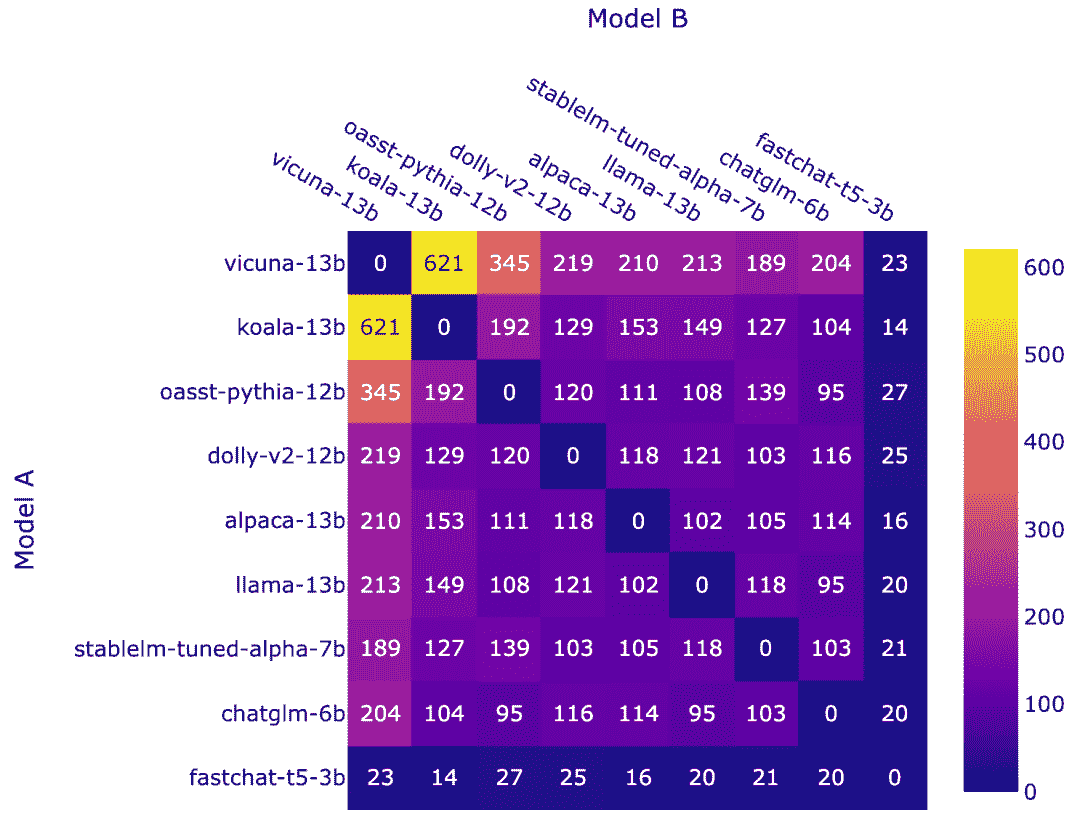 Model B
vicuna-13b
koala-13b
oasst-pythia-12b
dolly-v2-12b
alpaca-13b
llama-13b
stablelm-tuned-alpha-7b
chatglm-6b
fastchat-t5-3b
Model A
vicuna-13b 0 621 345 219 210 213 189 204 23
koala-13b 621 0 192 129 153 149 127 104 14
oasst-pythia-12b 345 192 0 120 111 108 139 95 27
dolly-v2-12b 219 129 120 0 118 121 103 116 25
alpaca-13b 210 153 111 118 0 102 105 114 16
llama-13b 213 149 108 121 102 0 118 95 20
stablelm-tuned-alpha-7b 189 127 139 103 105 118 0 103 21
chatglm-6b 204 104 95 116 114 95 103 0 20
fastchat-t5-3b 23 14 27 25 16 20 21 20 0
600
500
400
300
200
100
0